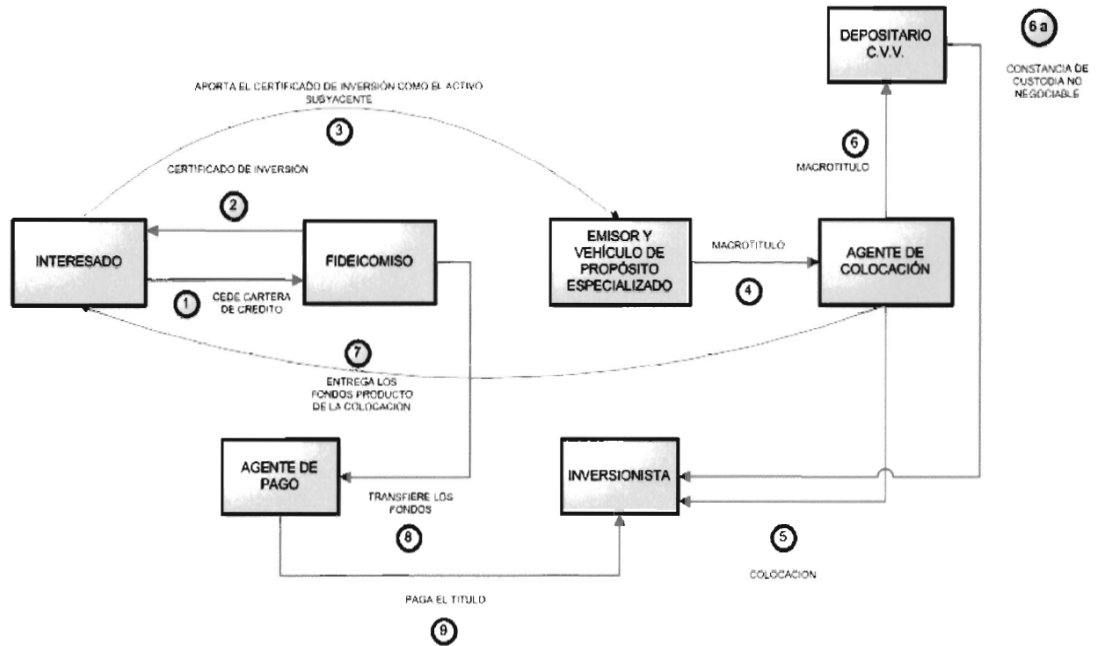 DEPOSITARIO
C.V.V.
6 a
CONSTANCIA DE
CUSTODIA NO
NEGOCIABLE
APORTA EL CERTIFICADO DE INVERSIÓN COMO EL ACTIVO
SUBYACENTE
3
6
MACROTITULO
CERTIFICADO DE INVERSIÓN
2
INTERESADO
FIDEICOMISO
EMISOR Y
VEHÍCULO DE
PROPÓSITO
ESPECIALIZADO
MACROTITULO
4
AGENTE DE
COLOCACIÓN
1
CEDE CARTERA
DE CREDITO
7
ENTREGA LOS
FONDOS PRODUCTO
DE LA COLOCACION
AGENTE DE
PAGO
TRANSFIERE LOS
FONDOS
8
INVERSIONISTA
5
COLOCACION
PAGA EL TITULO
9